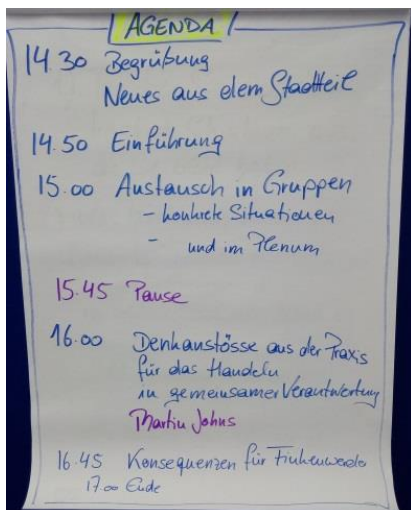 AGENDA
14.30 Begrüßung
Neues aus dem Stadtteil
14.50 Einführung
15.00 Austausch in Gruppen
- konkrete Situationen
- und im Plenum
15.45 Pause
16.00 Denkanstösse aus der Praxis
für das Handeln
in gemeinsamer Verantwortung
Martin Johns
16.45 Konsequenzen für Finkenwerder
17.00 Ende